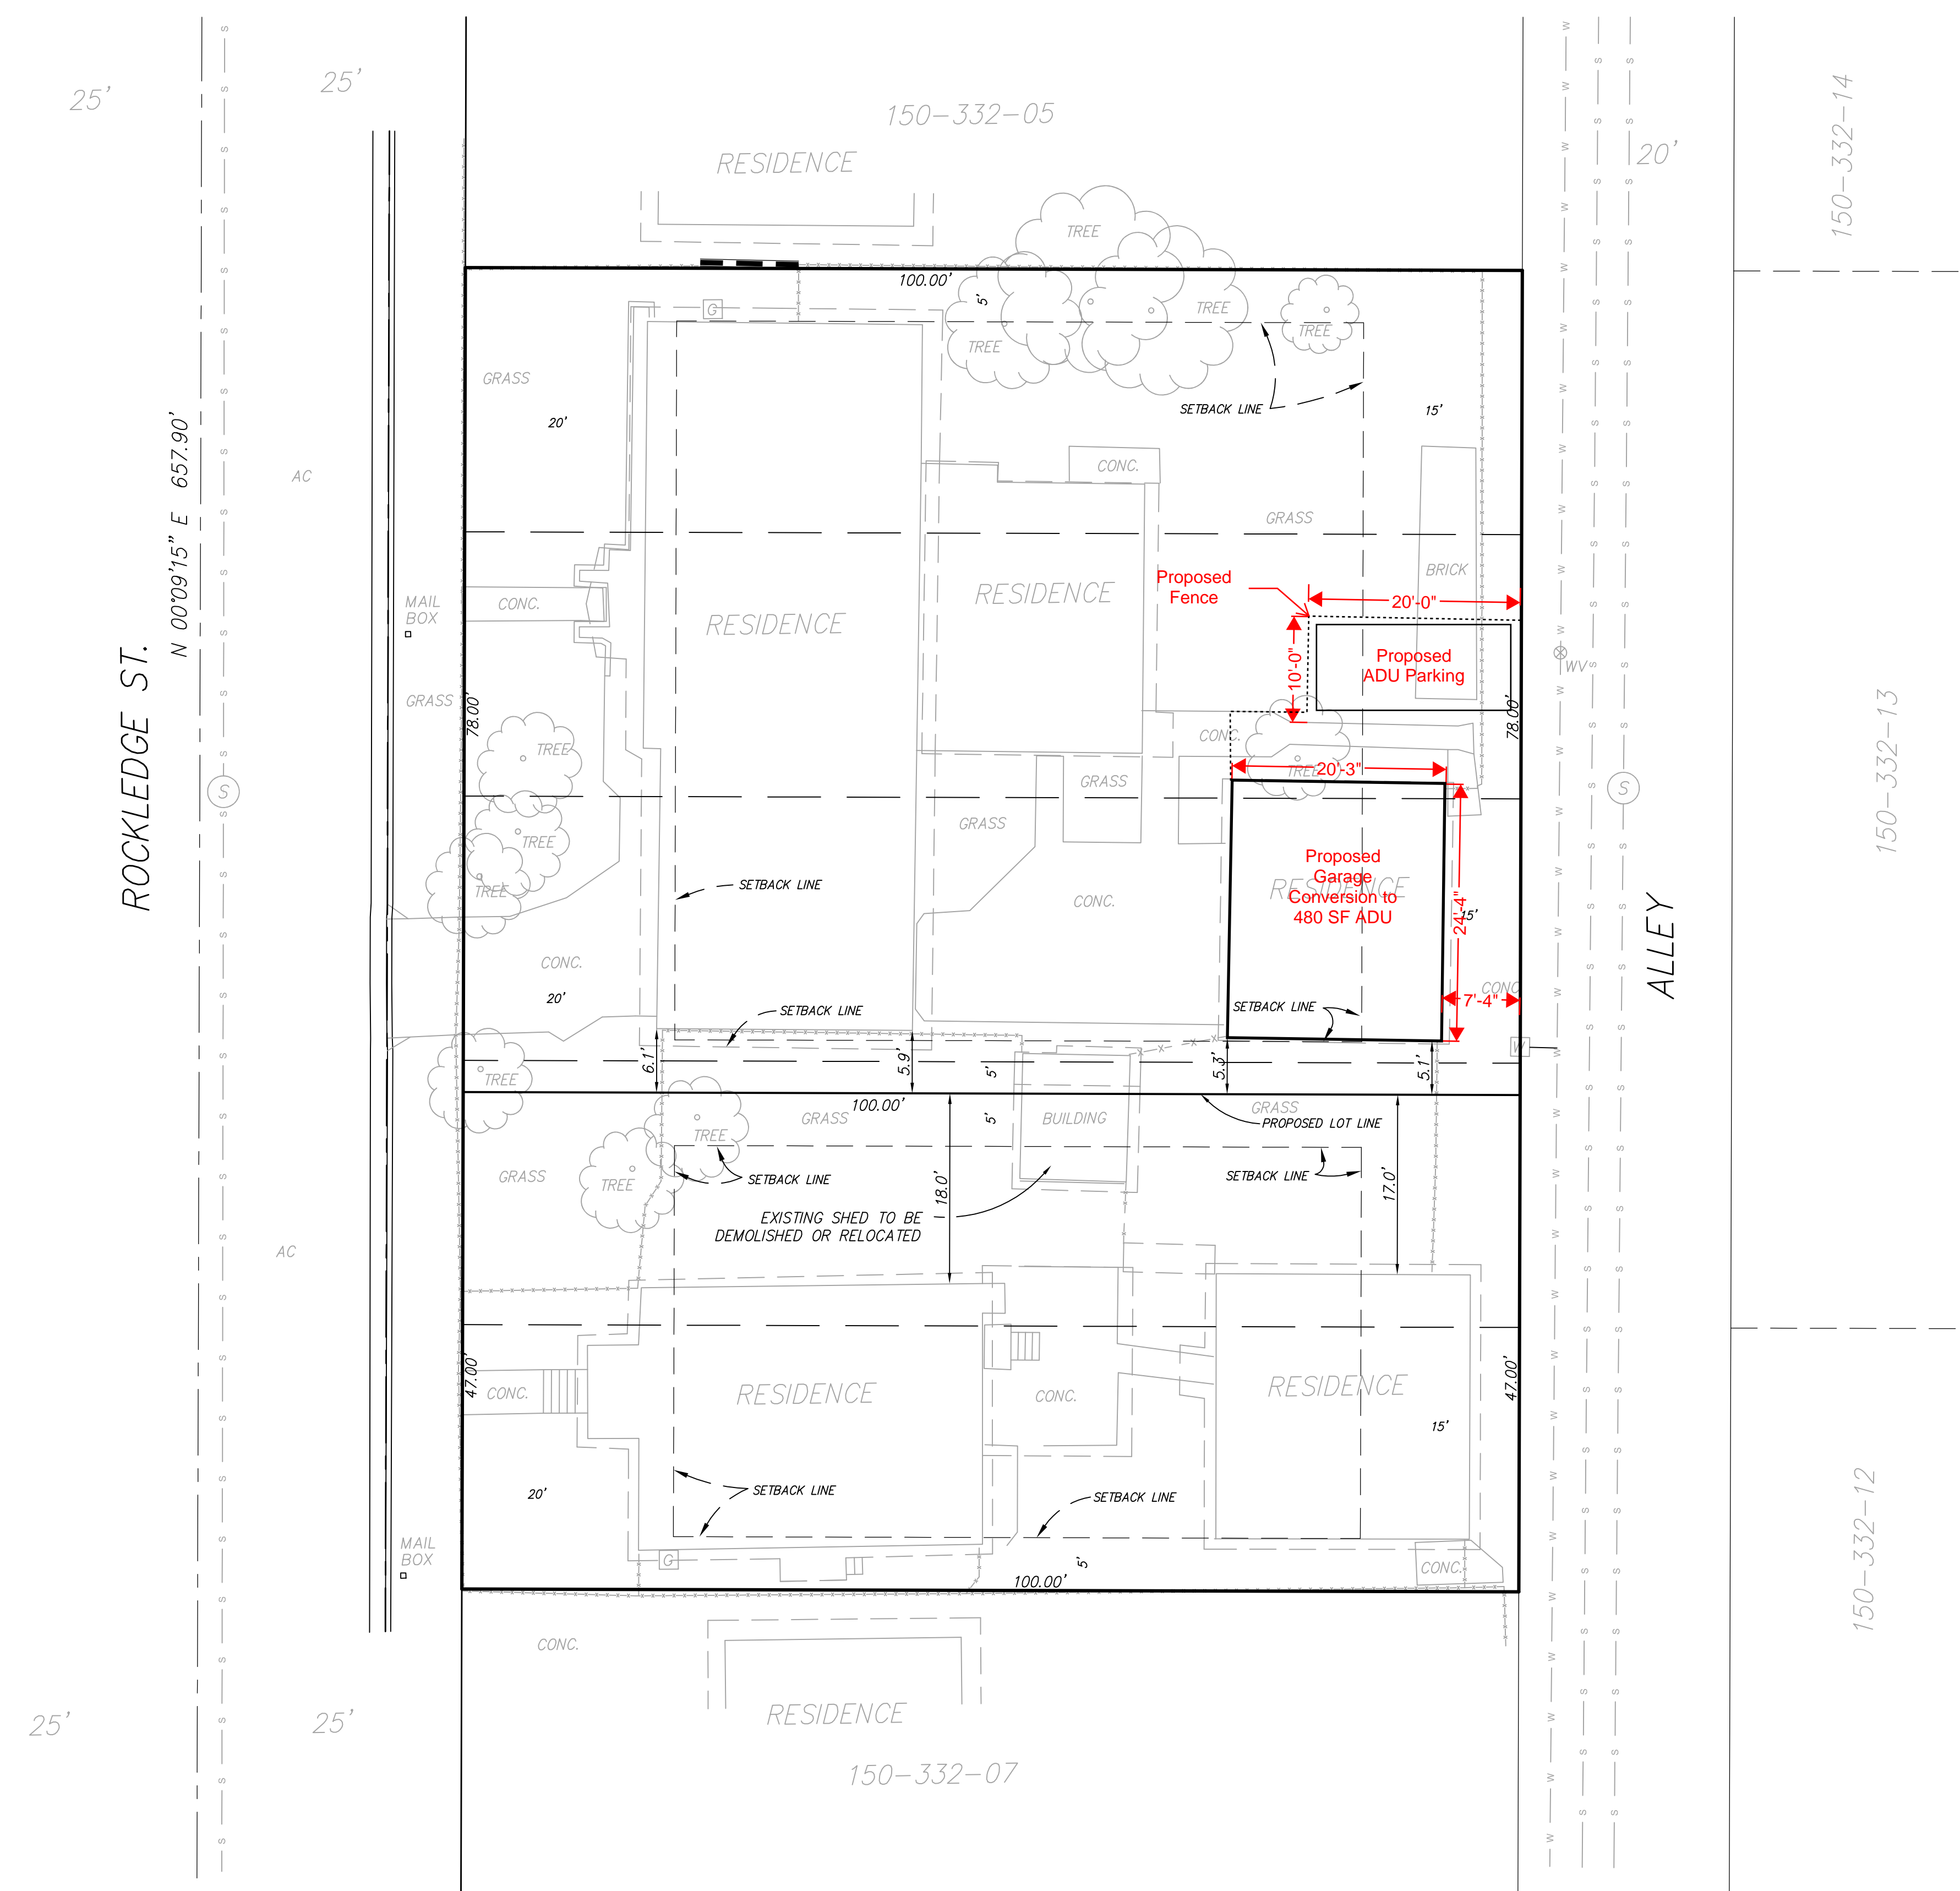 25'
25'
150-332-05
RESIDENCE
20'
150-332-14
TREE
100.00'
5'
G
TREE
TREE
TREE
GRASS
SETBACK LINE
20'
15'
N 00°09'15" E 657.90'
AC
CONC.
GRASS
BRICK
Proposed
Fence
20'-0"
RESIDENCE
RESIDENCE
MAIL
BOX
CONC.
10'-0"
Proposed
ADU Parking
WV
ROCKLEDGE ST.
GRASS
78.00'
78.00'
150-332-13
TREE
CONC.
TREE
20'-3"
S
S
GRASS
GRASS
TREE
TREE
SETBACK LINE
CONC.
Proposed
Garage
Conversion to
480 SF ADU
RESIDENCE
24'-4"
15'
ALLEY
CONC.
20'
SETBACK LINE
SETBACK LINE
CONC
7'-4"
W
6.1'
5.9'
5'
5.3'
5.1'
TREE
100.00'
GRASS
5'
BUILDING
GRASS
PROPOSED LOT LINE
TREE
GRASS
TREE
SETBACK LINE
18.0'
SETBACK LINE
17.0'
EXISTING SHED TO BE
DEMOLISHED OR RELOCATED
AC
47.00'
CONC.
RESIDENCE
CONC.
RESIDENCE
47.00'
15'
20'
SETBACK LINE
SETBACK LINE
150-332-12
MAIL
BOX
G
5'
CONC.
100.00'
CONC.
25'
25'
RESIDENCE
150-332-07